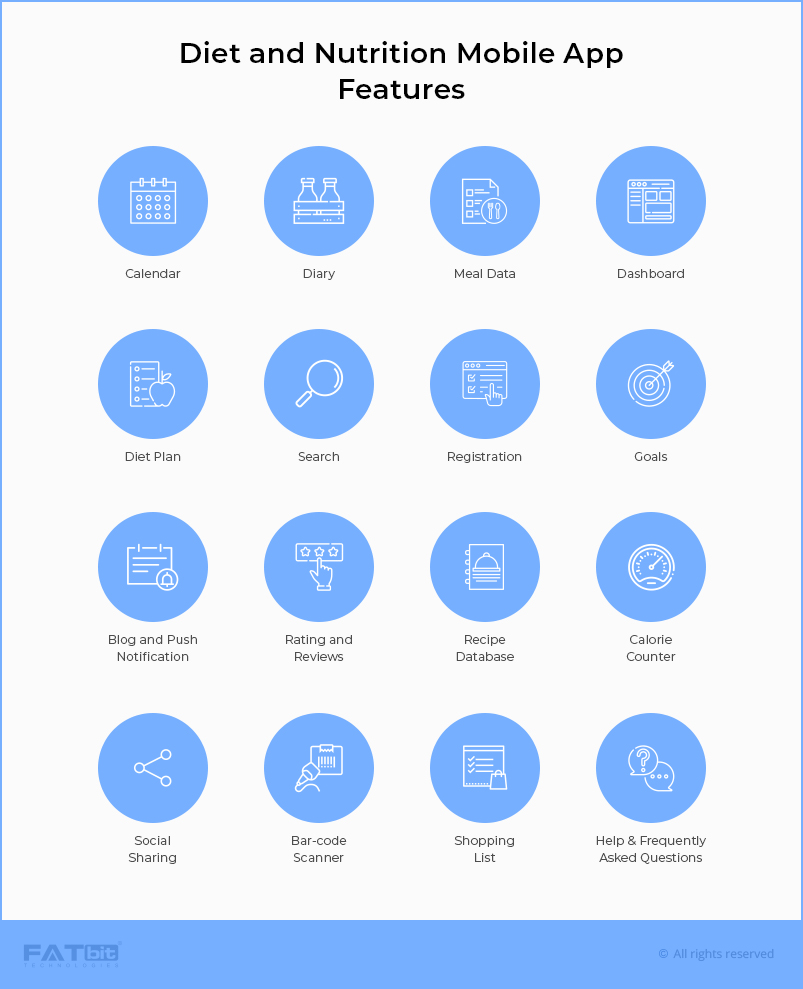 Diet and Nutrition Mobile App
Features
Calendar
Diary
Meal Data
Dashboard
Diet Plan
Search
Registration
Goals
Blog and Push
Notification
Rating and
Reviews
Recipe
Database
Calorie
Counter
Social
Sharing
Bar-code
Scanner
Shopping
List
Help & Frequently
Asked Questions
FATbit
TECHNOLOGIES
© All rights reserved